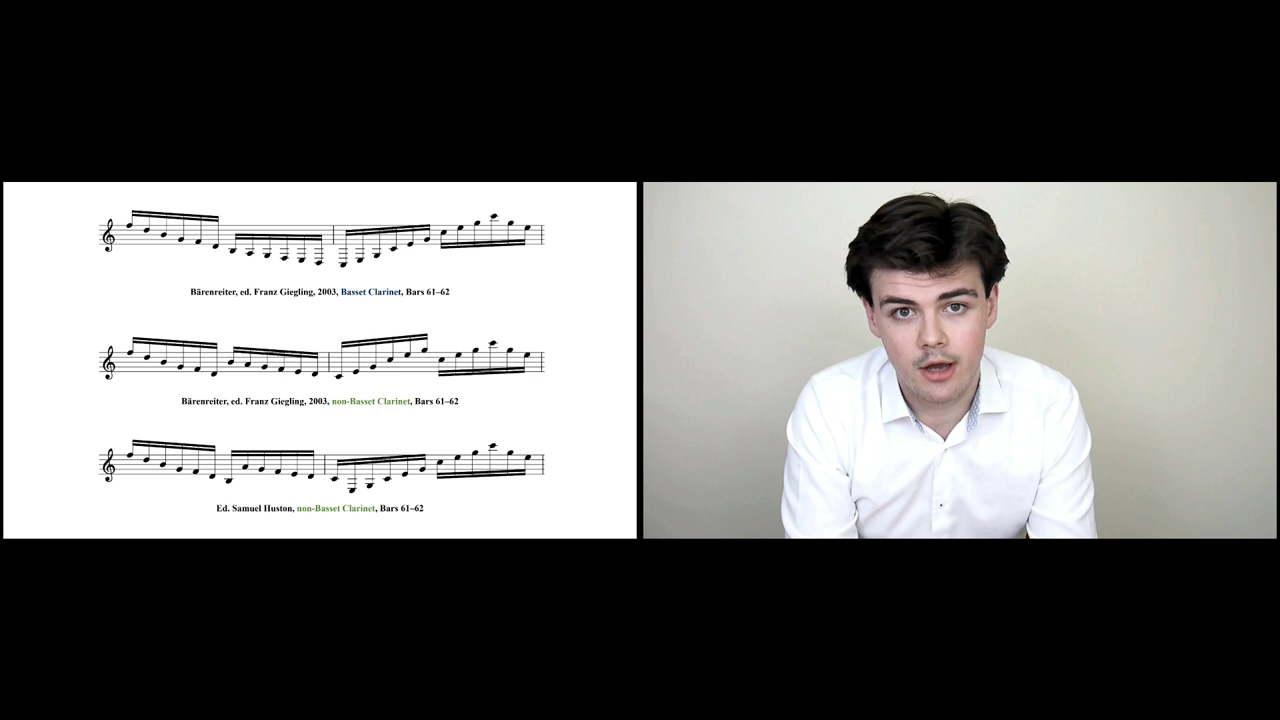 Bärenreiter, ed. Franz Giegling, 2003, Basset Clarinet, Bars 61–62
Bärenreiter, ed. Franz Giegling, 2003, non-Basset Clarinet, Bars 61–62
Ed. Samuel Huston, non-Basset Clarinet, Bars 61–62